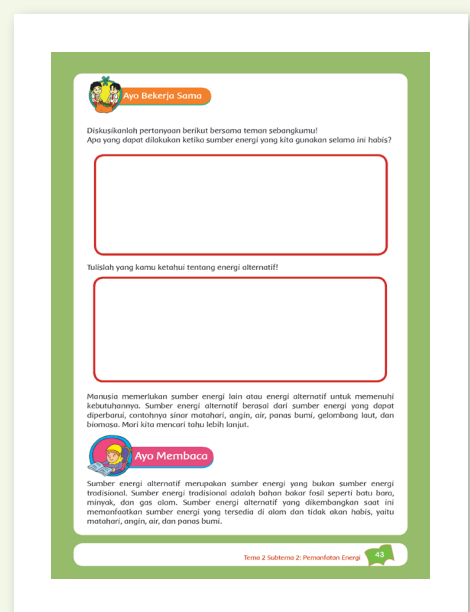 Ayo Bekerja Sama
Diskusikanlah pertanyaan berikut bersama teman sebangkumu!
Apa yang dapat dilakukan ketika sumber energi yang kita gunakan selama ini habis?
Tulislah yang kamu ketahui tentang energi alternatif!
Manusia memerlukan sumber energi lain atau energi alternatif untuk memenuhi
kebutuhannya. Sumber energi alternatif berasal dari sumber energi yang dapat
diperbarui, contohnya sinar matahari, angin, air, panas bumi, gelombang laut, dan
biomasa. Mari kita mencari tahu lebih lanjut.
Ayo Membaca
Sumber energi alternatif merupakan sumber energi yang bukan sumber energi
tradisional. Sumber energi tradisional adalah bahan bakar fosil seperti batu bara,
minyak, dan gas alam. Sumber energi alternatif yang dikembangkan saat ini
memanfaatkan sumber energi yang tersedia di alam dan tidak akan habis, yaitu
matahari, angin, air, dan panas bumi.
Tema 2 Subtema 2: Pemanfatan Energi
43